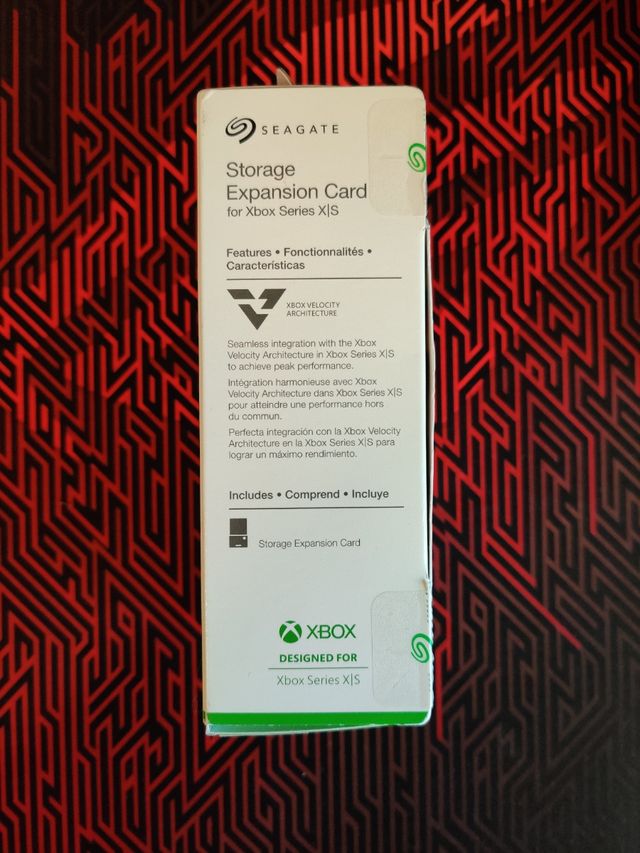 SEAGATE
Storage
Expansion Card
for Xbox Series X|S
Features • Fonctionnalités •
Características
XBOX VELOCITY
ARCHITECTURE
Seamless integration with the Xbox
Velocity Architecture in Xbox Series X|S
to achieve peak performance.
Intégration harmonieuse avec Xbox
Velocity Architecture dans Xbox Series X|S
pour atteindre une performance hors
du commun.
Perfecta integración con la Xbox Velocity
Architecture en la Xbox Series X|S para
lograr un máximo rendimiento.
Includes • Comprend • Incluye
Storage Expansion Card
XBOX
DESIGNED FOR
Xbox Series X|S